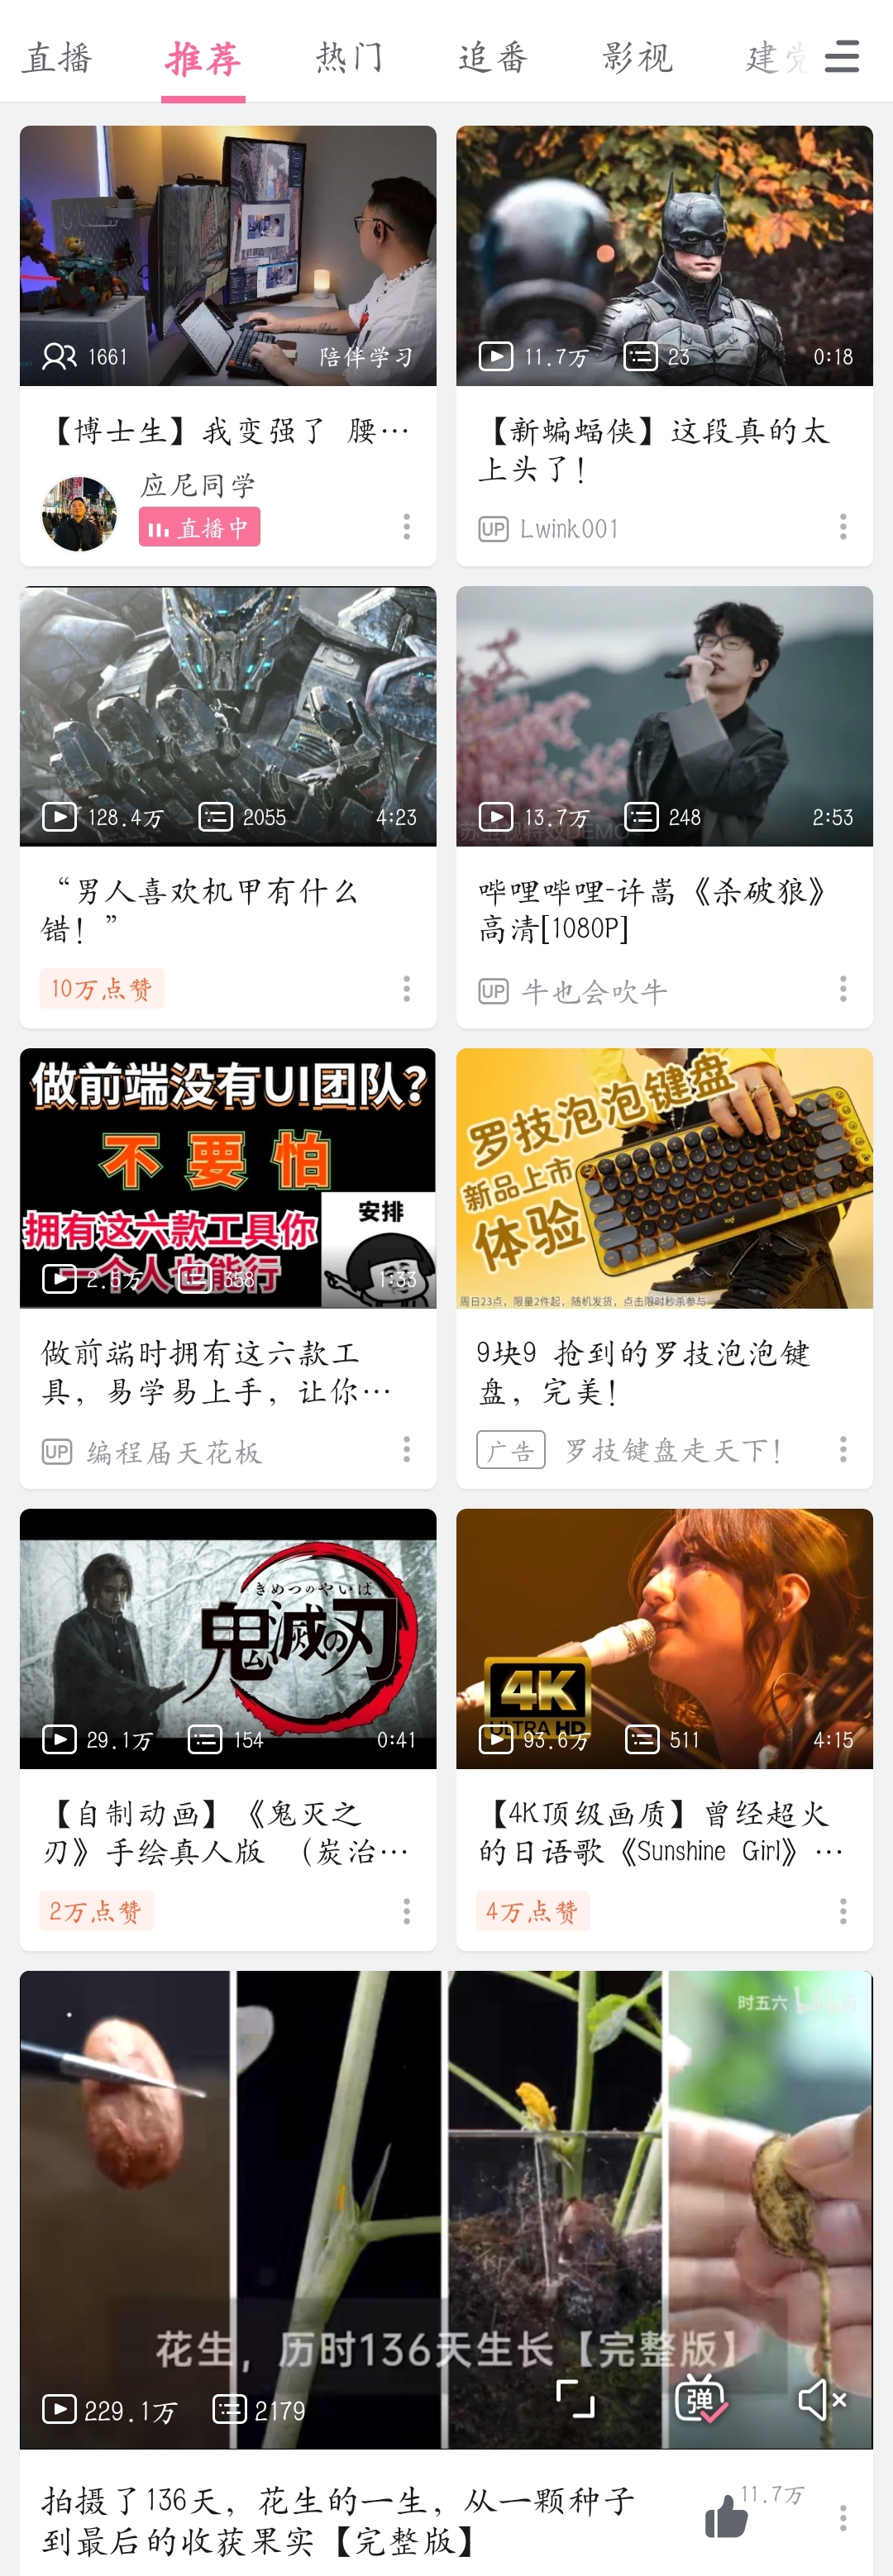 直播 推荐 热门 追番 影视 建党
1661 陪伴学习
【博士生】我变强了 腰…
应尼同学
直播中
11.7万 23 0:18
【新蝙蝠侠】这段真的太
上头了！
UP Lwink001
128.4万 2055 4:23
“男人喜欢机甲有什么
错！”
10万点赞
13.7万 248 2:53
哔哩哔哩-许嵩《杀破狼》
高清[1080P]
UP 牛也会吹牛
做前端没有UI团队？
不要怕
拥有这六款工具你
一个人也能行
安排
358 1:33
做前端时拥有这六款工
具，易学易上手，让你…
UP 编程届天花板
罗技泡泡键盘
新品上市
体验
logi
周日23点，限量2件起，随机发货，点击限时秒杀参与
9块9 抢到的罗技泡泡键
盘，完美！
广告 罗技键盘走天下！
きめつのやいば
鬼滅の刃
29.1万 154 0:41
【自制动画】《鬼灭之
刃》手绘真人版 （炭治…
2万点赞
4K
ULTRA HD
93.6万 511 4:15
【4K顶级画质】曾经超火
的日语歌《Sunshine Girl》…
4万点赞
时五六 bilibili
花生，历时136天生长【完整版】
229.1万 2179
弹
拍摄了136天，花生的一生，从一颗种子
到最后的收获果实【完整版】
11.7万